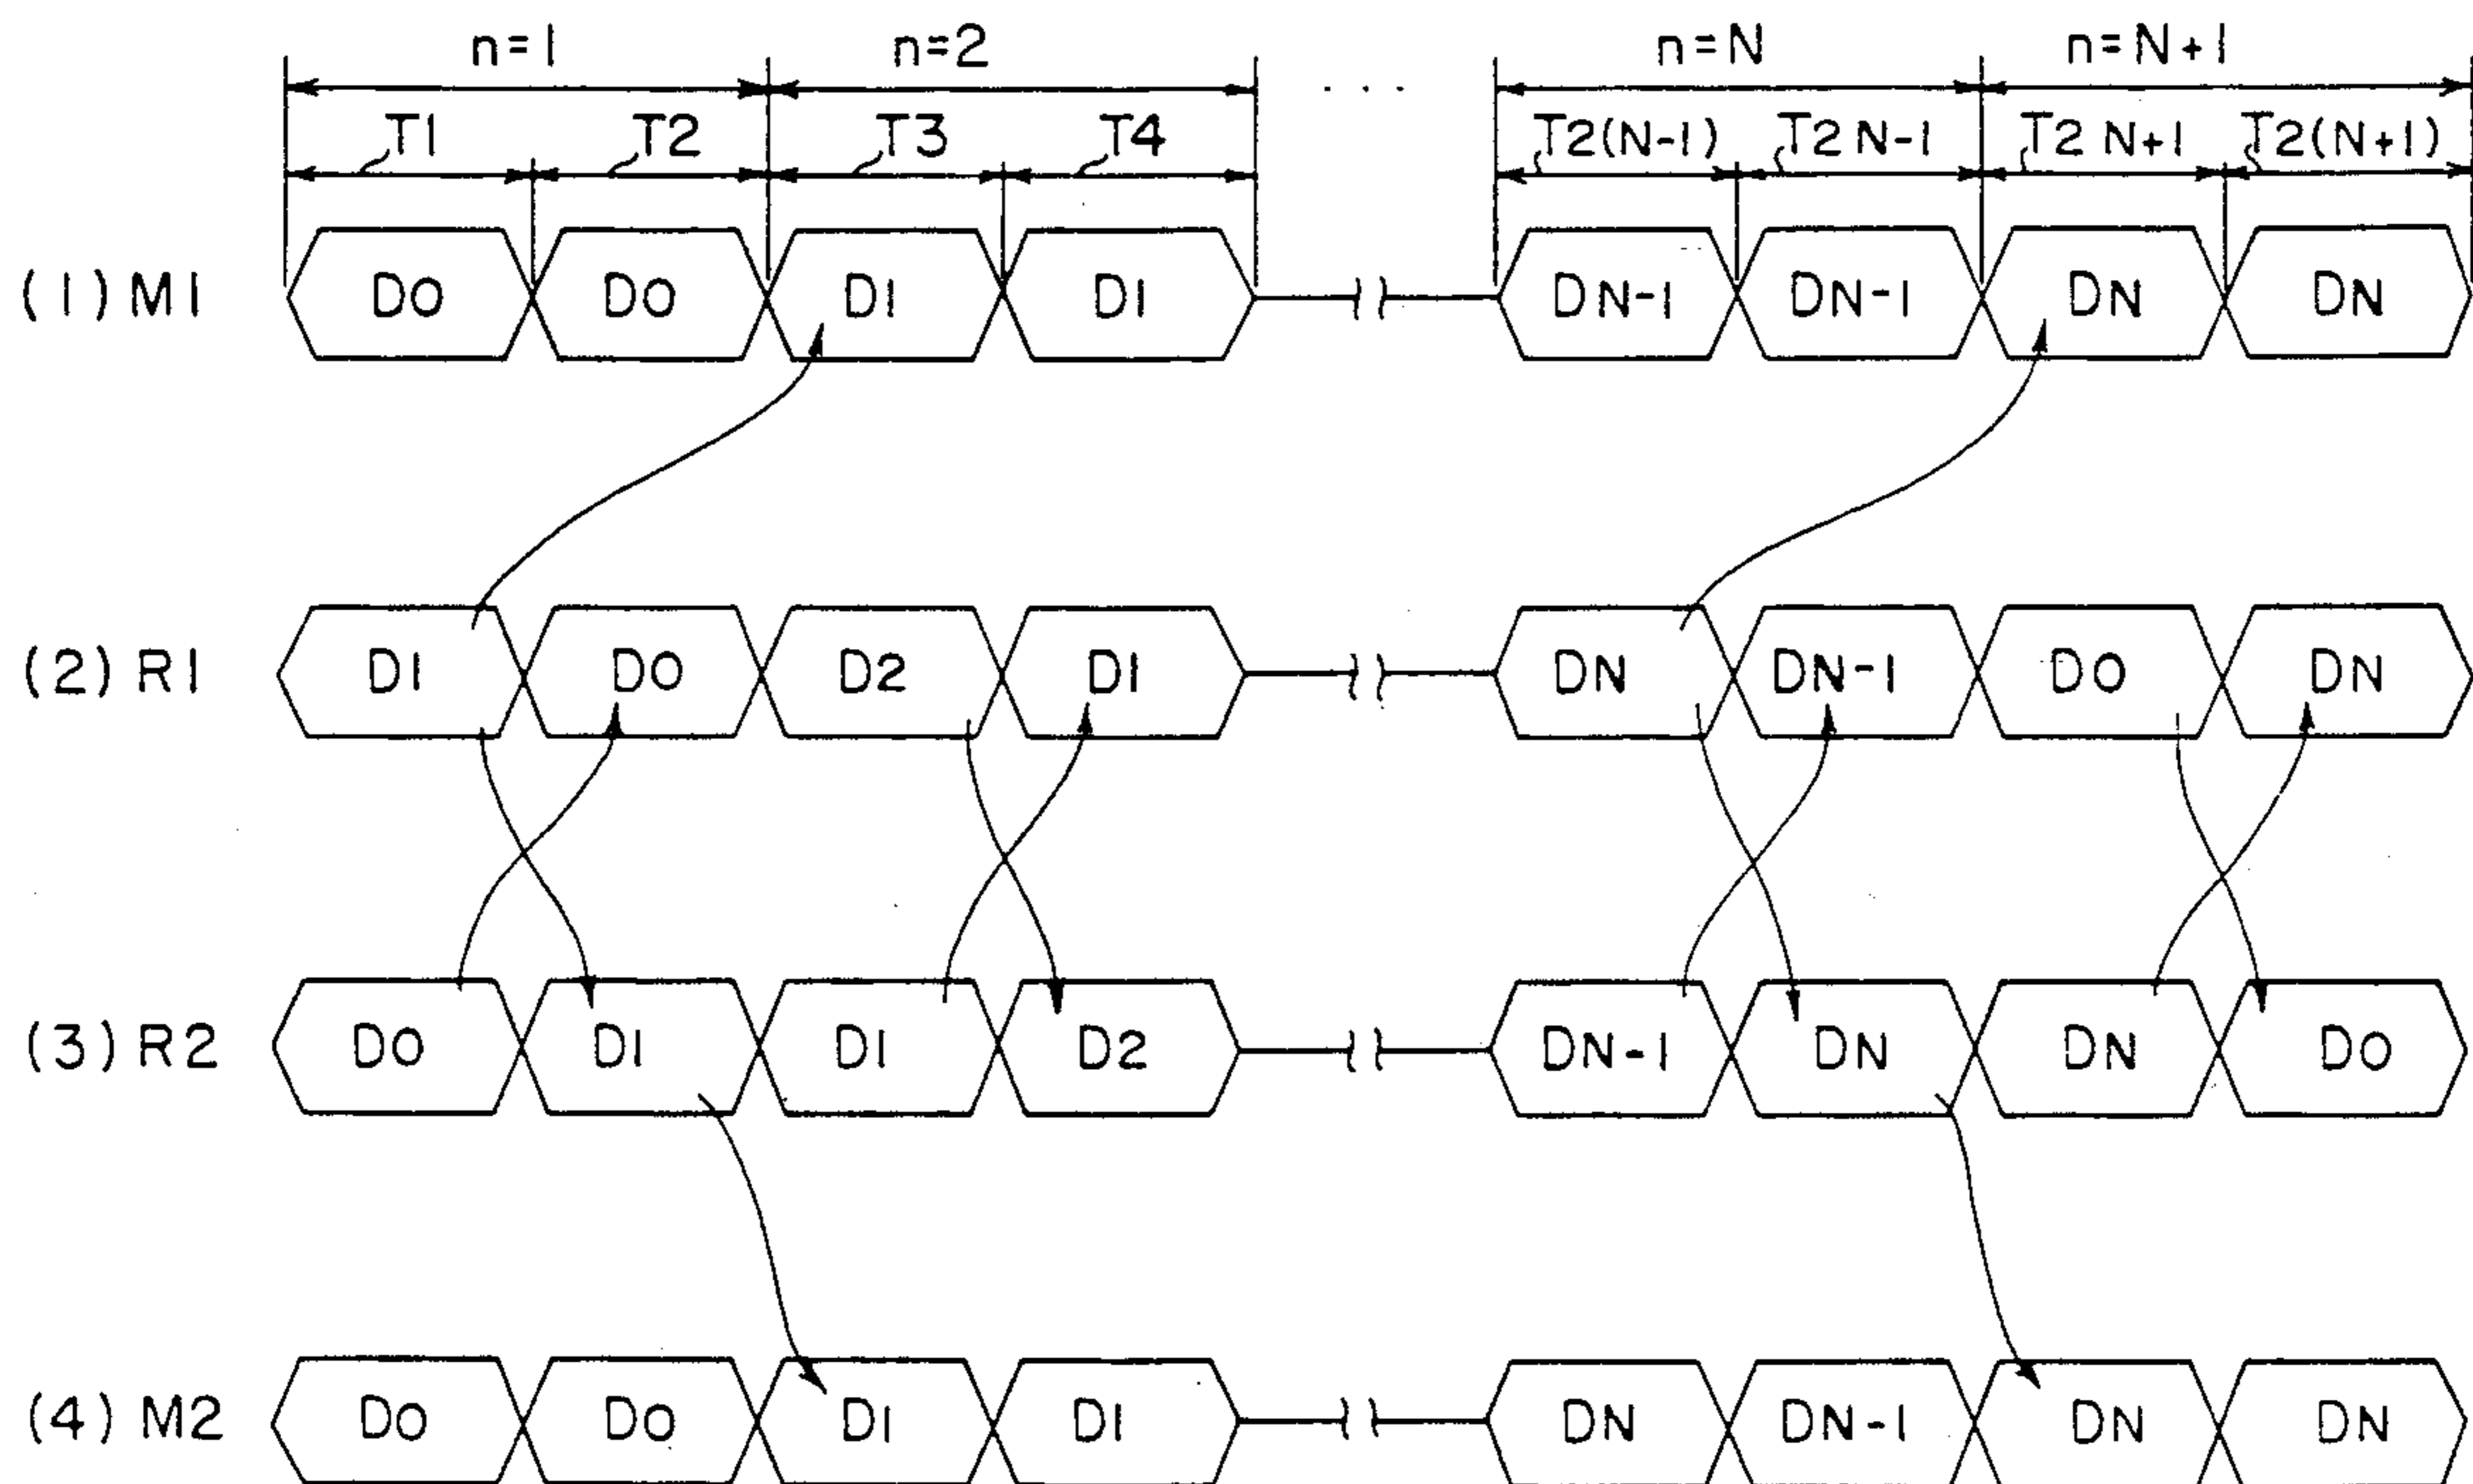 n=1 n=2 . . . n=N n=N+1
T1 T2 T3 T4 T2(N-1) T2N-1 T2N+1 T2(N+1)
(1) M1 D0 D0 D1 D1 DN-1 DN-1 DN DN
(2) R1 D1 D0 D2 D1 DN DN-1 D0 DN
(3) R2 D0 D1 D1 D2 DN-1 DN DN D0
(4) M2 D0 D0 D1 D1 DN DN-1 DN DN